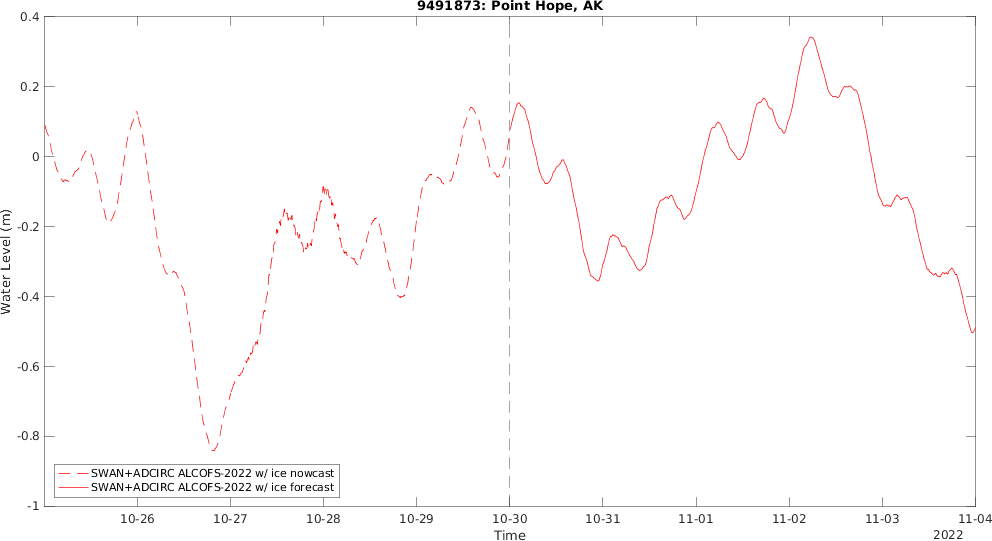 9491873: Point Hope, AK
0.4
0.2
0
-0.2
-0.4
-0.6
-0.8
-1
Water Level (m)
SWAN+ADCIRC ALCOFS-2022 w/ ice nowcast
SWAN+ADCIRC ALCOFS-2022 w/ ice forecast
10-26 10-27 10-28 10-29 10-30 10-31 11-01 11-02 11-03 11-04
Time
2022